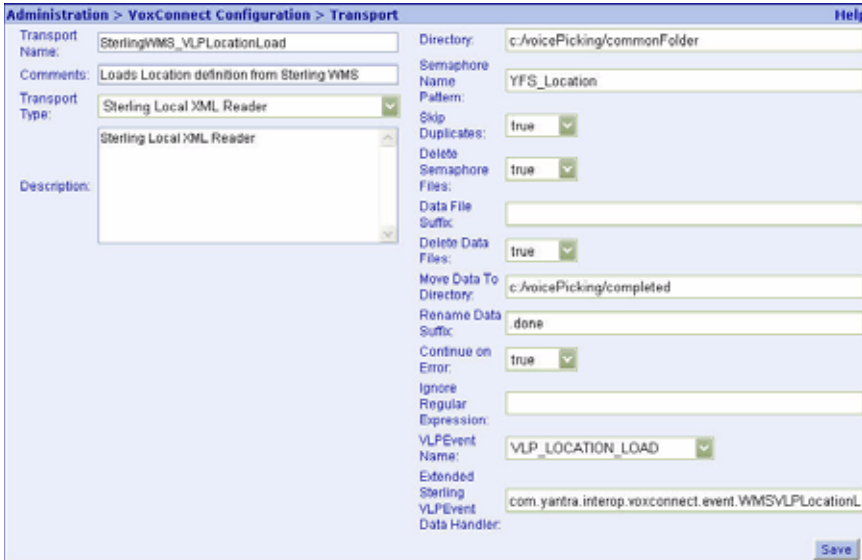 Administration > VoxConnect Configuration > Transport
Help
Transport Name:
SterlingWMS_VLPLocationLoad
Comments:
Loads Location definition from Sterling WMS
Transport Type:
Sterling Local XML Reader
Description:
Sterling Local XML Reader
Directory:
c:/voicePicking/commonFolder
Semaphore Name Pattern:
YFS_Location
Skip Duplicates:
true
Delete Semaphore Files:
true
Data File Suffix:
Delete Data Files:
true
Move Data To Directory:
c:/voicePicking/completed
Rename Data Suffix:
.done
Continue on Error:
true
Ignore Regular Expression:
VLPEvent Name:
VLP_LOCATION_LOAD
Extended Sterling VLPEvent Data Handler:
com.yantra.interop.voxconnect.event.WMSVLPLocationL
Save